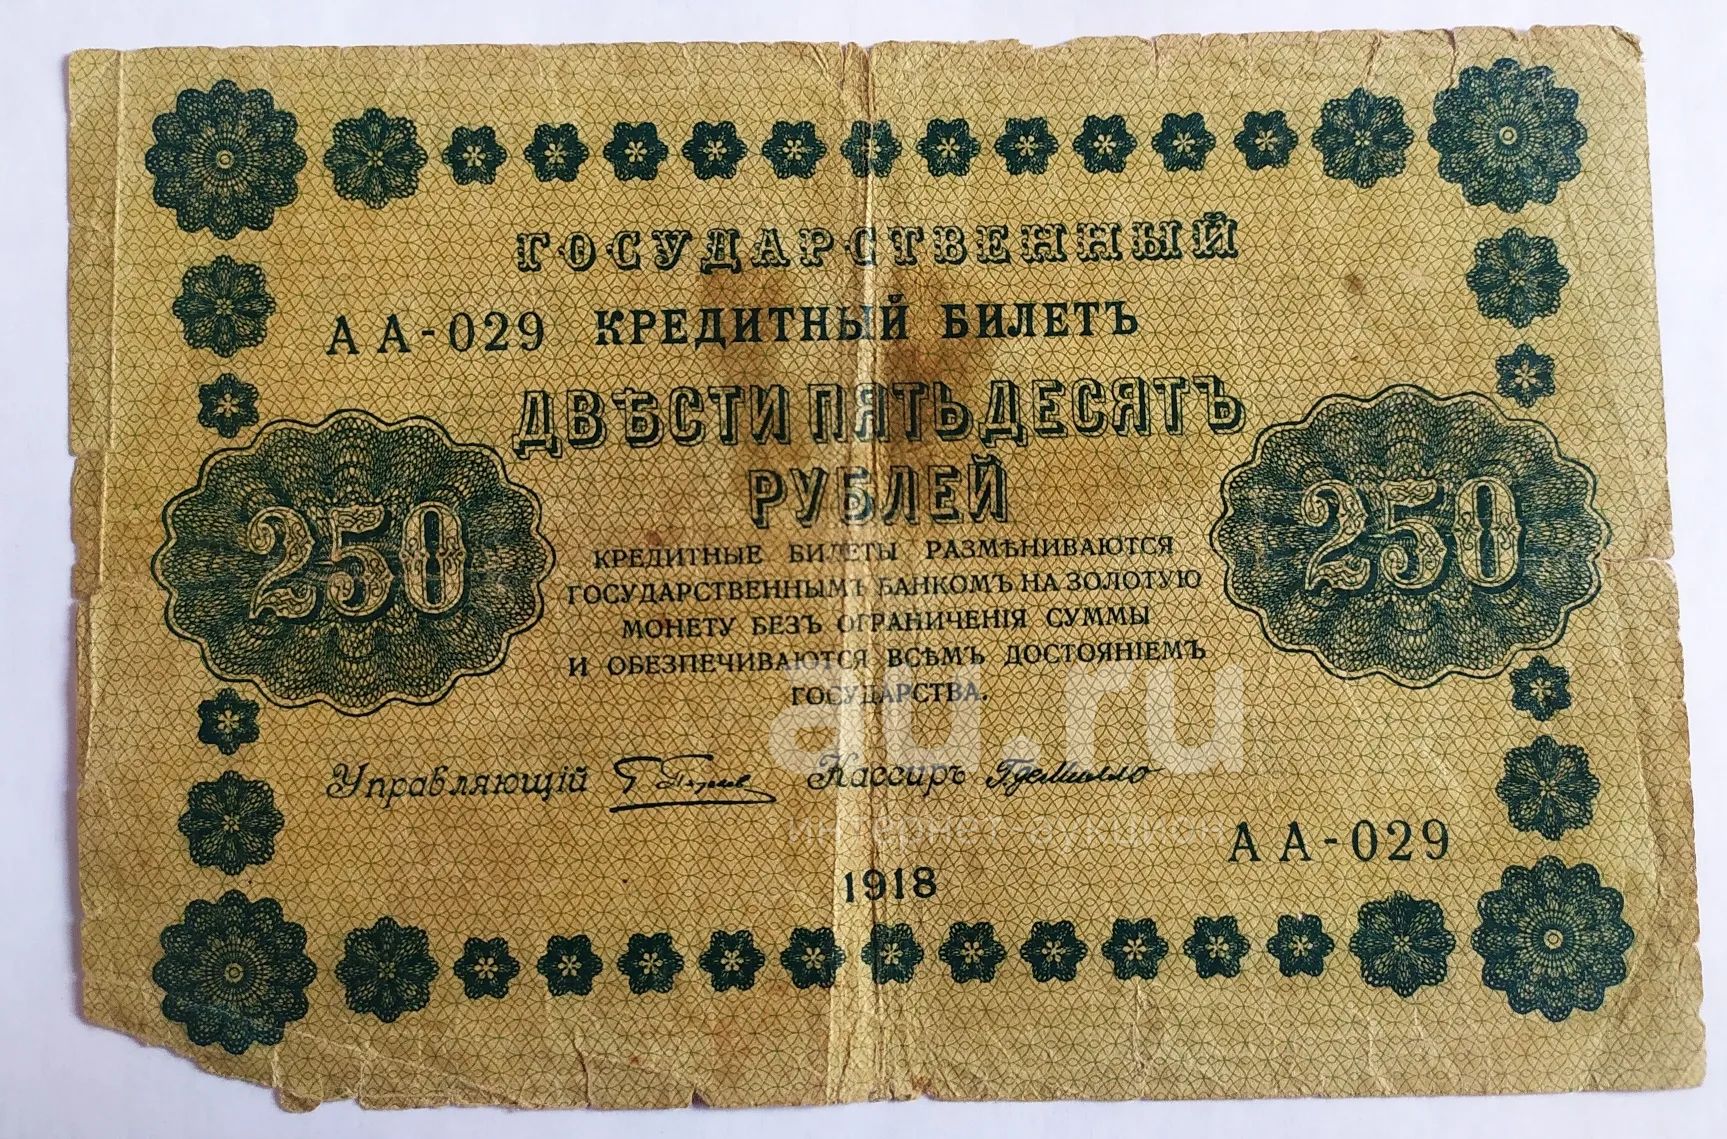 ГОСУДАРСТВЕННЫЙ
АА-029 КРЕДИТНЫЙ БИЛЕТЪ
ДВѢСТИ ПЯТЬДЕСЯТЪ
РУБЛЕЙ
250
250
КРЕДИТНЫЕ БИЛЕТЫ РАЗМѢНИВАЮТСЯ
ГОСУДАРСТВЕННЫМЪ БАНКОМЪ НА ЗОЛОТУЮ
МОНЕТУ БЕЗЪ ОГРАНИЧЕНІЯ СУММЫ
И ОБЕЗПЕЧИВАЮТСЯ ВСѢМЪ ДОСТОЯНІЕМЪ
ГОСУДАРСТВА.
au.ru
интернет-аукцион
Управляющій Кассиръ
АА-029
1918